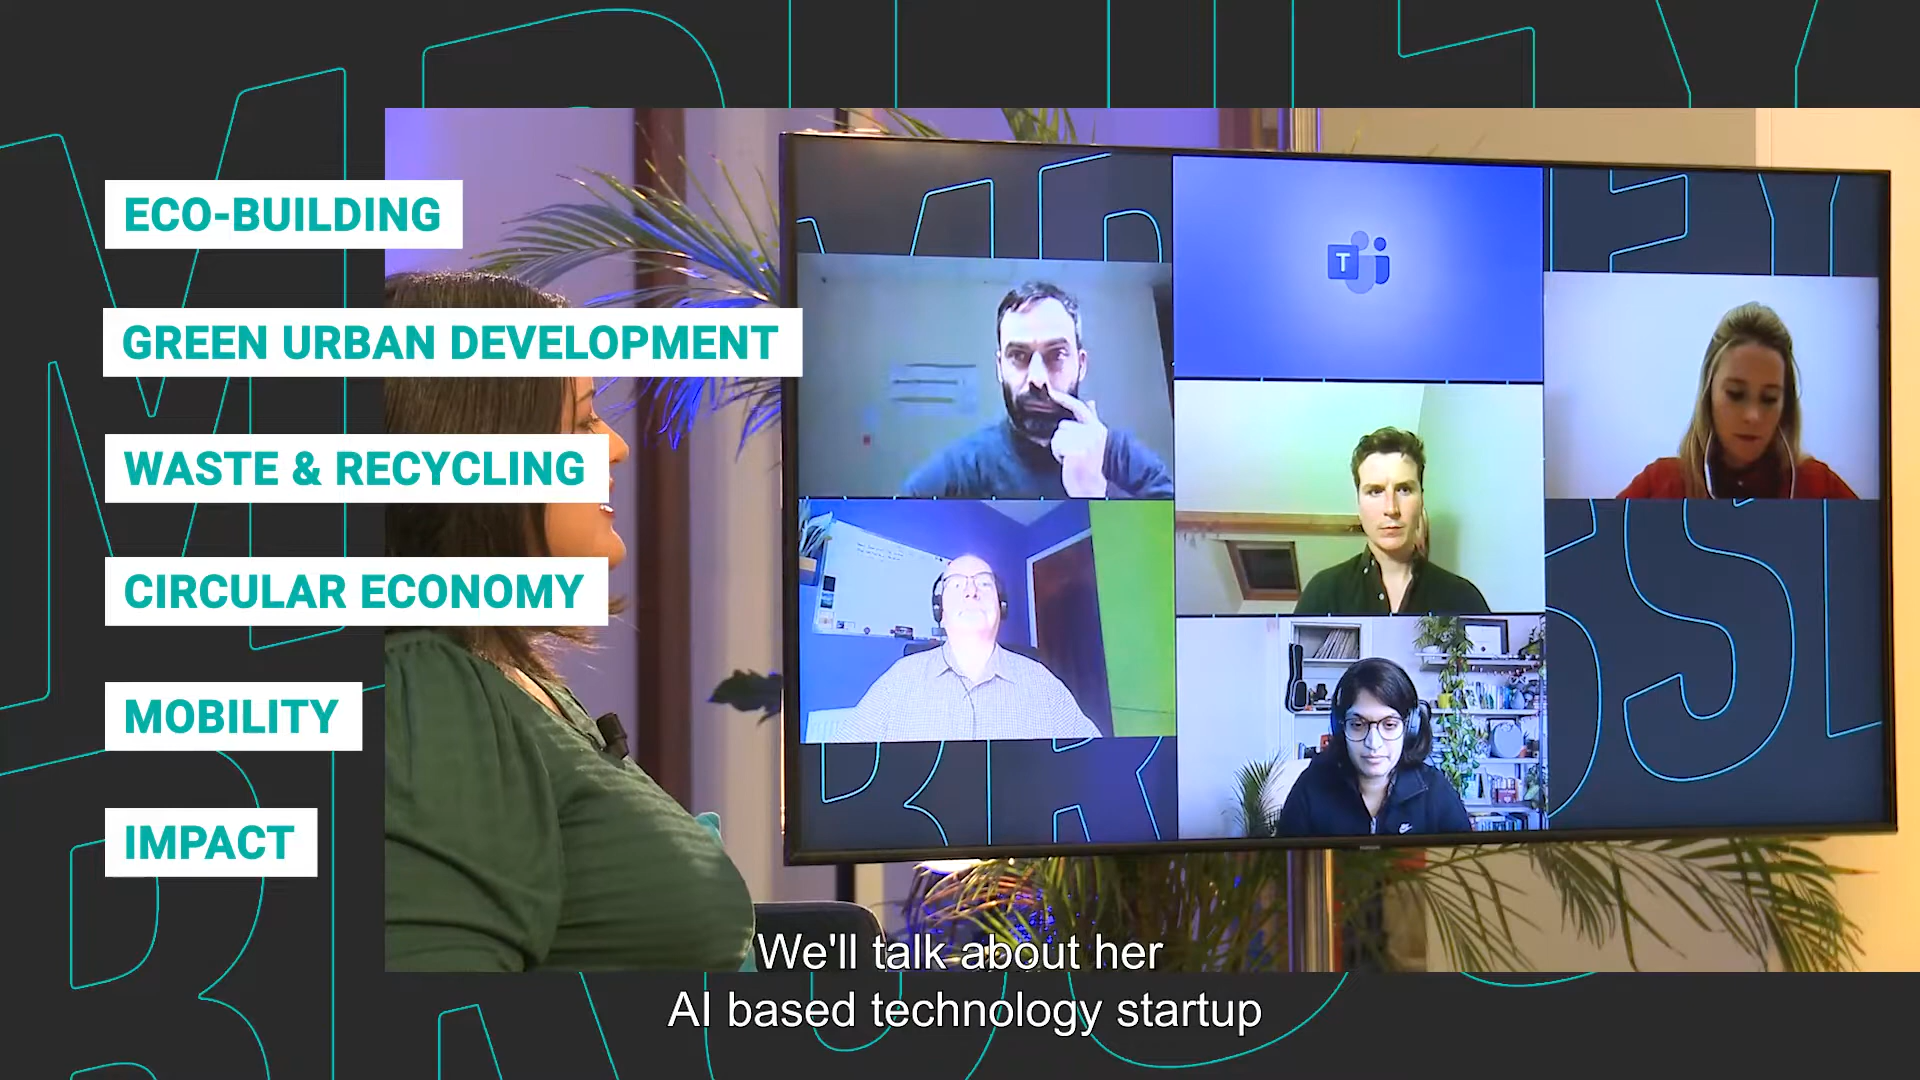 ECO-BUILDING
GREEN URBAN DEVELOPMENT
WASTE & RECYCLING
CIRCULAR ECONOMY
MOBILITY
IMPACT
T
We'll talk about her
AI based technology startup